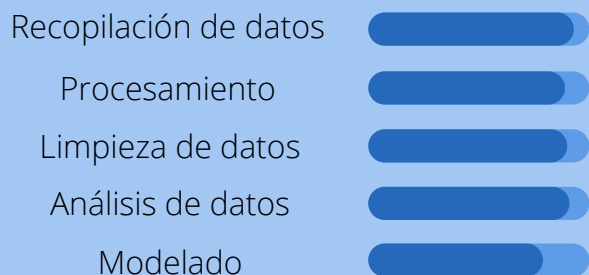 Recopilación de datos
Procesamiento
Limpieza de datos
Análisis de datos
Modelado